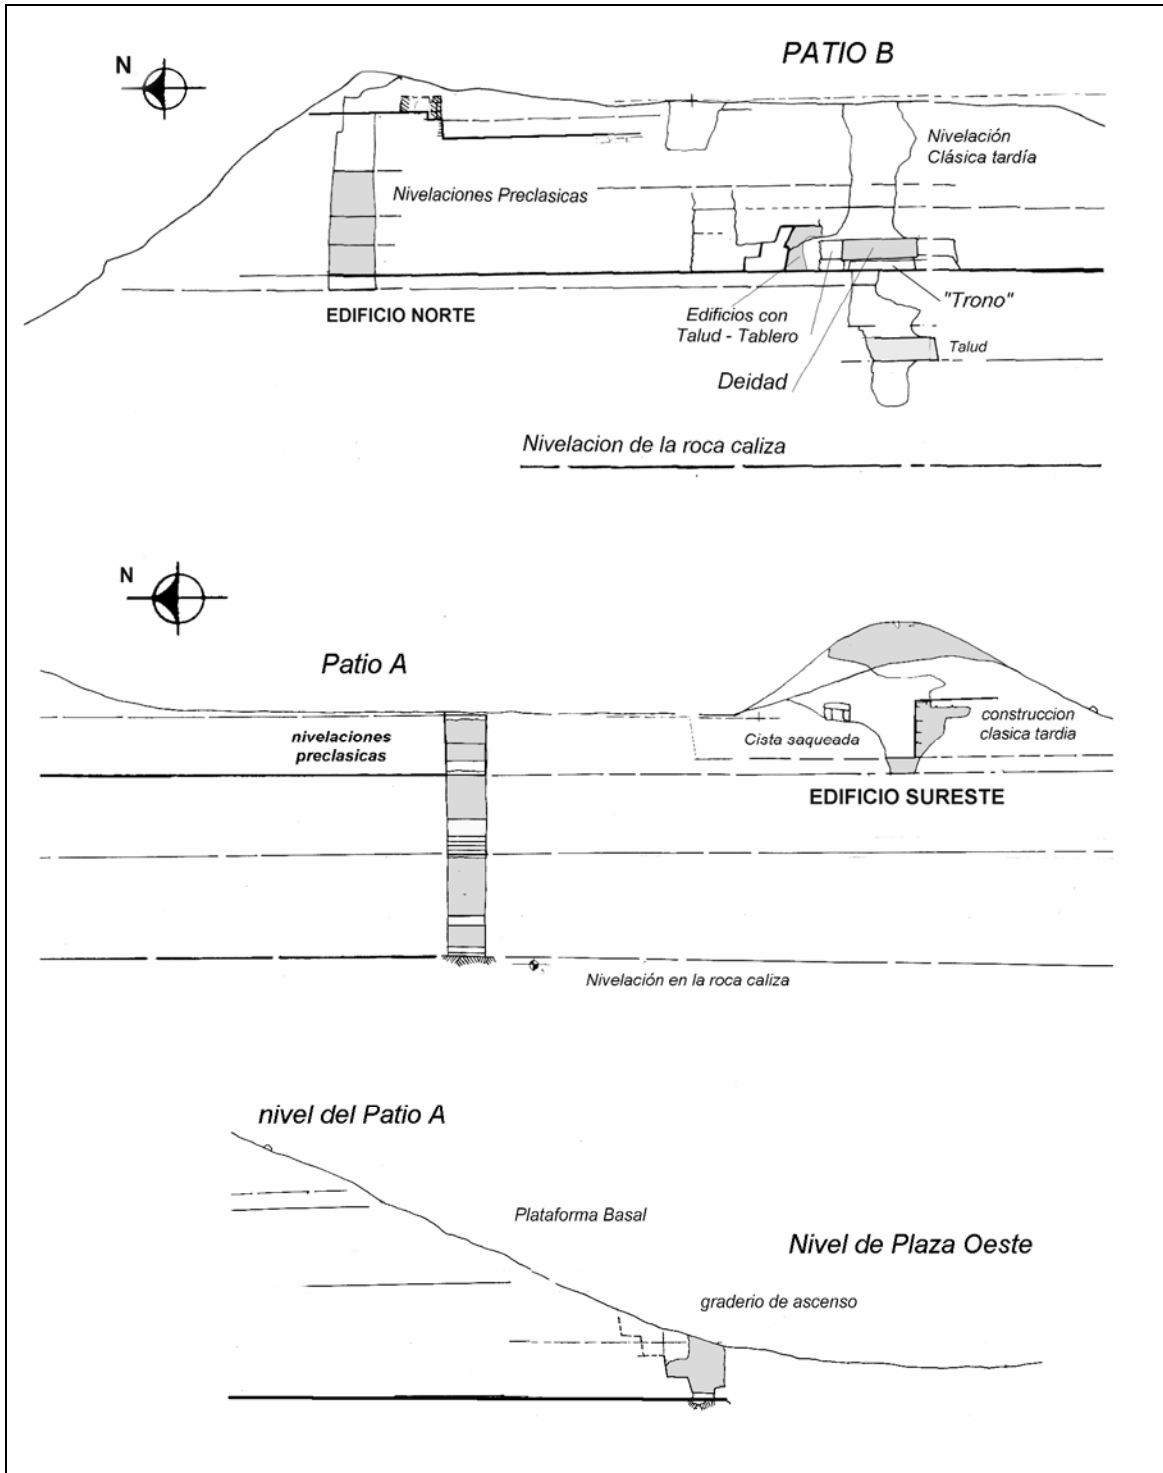 PATIO B
N
Nivelación
Clásica tardía
Nivelaciones Preclasicas
"Trono"
EDIFICIO NORTE
Edificios con
Talud - Tablero
Talud
Deidad
Nivelacion de la roca caliza
N
Patio A
nivelaciones
preclasicas
Cista saqueada
construccion
clasica tardia
EDIFICIO SURESTE
Nivelación en la roca caliza
nivel del Patio A
Plataforma Basal
Nivel de Plaza Oeste
graderio de ascenso